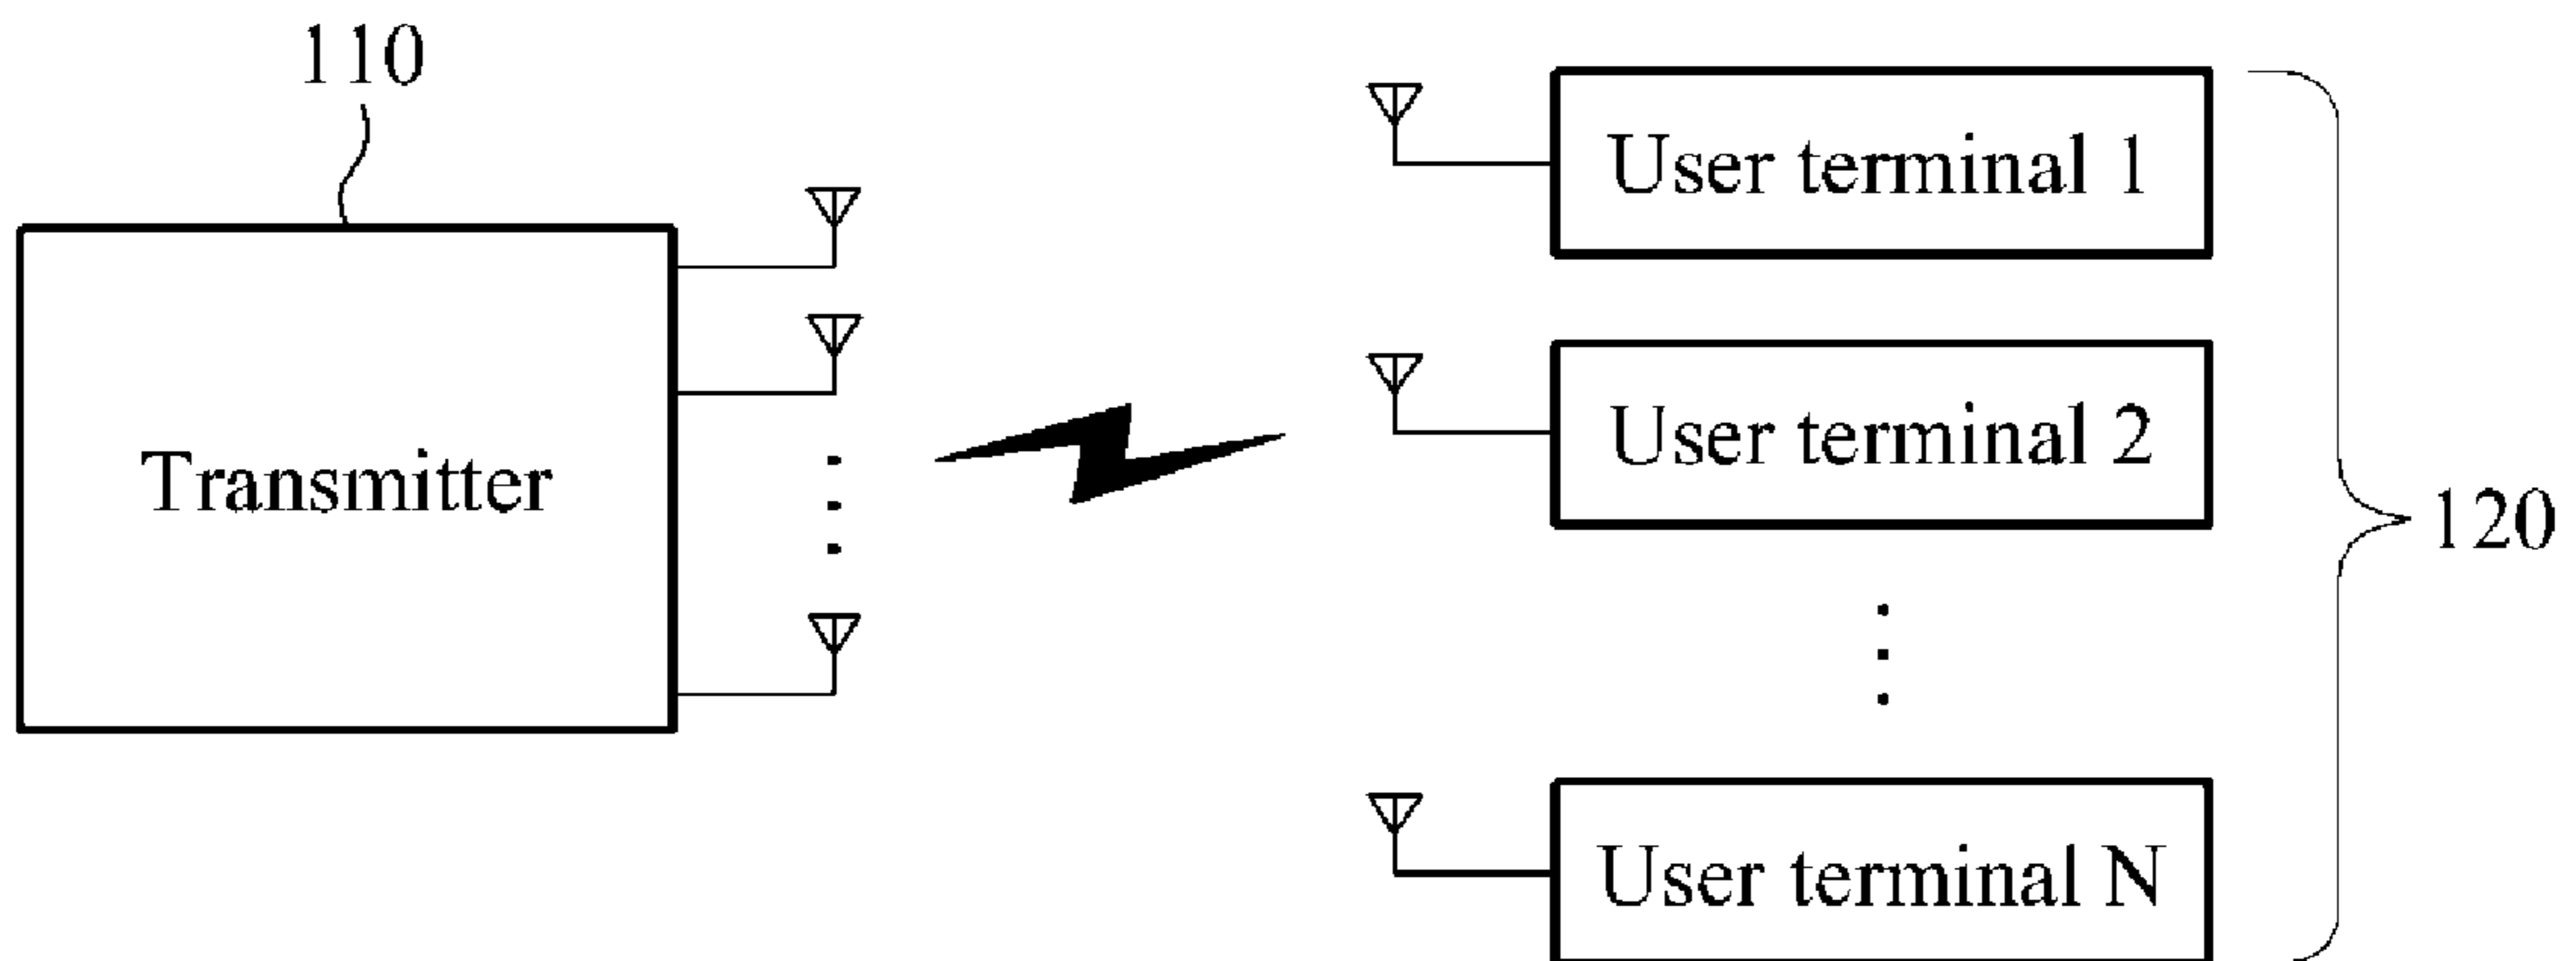 110
Transmitter
User terminal 1
User terminal 2
User terminal N
120